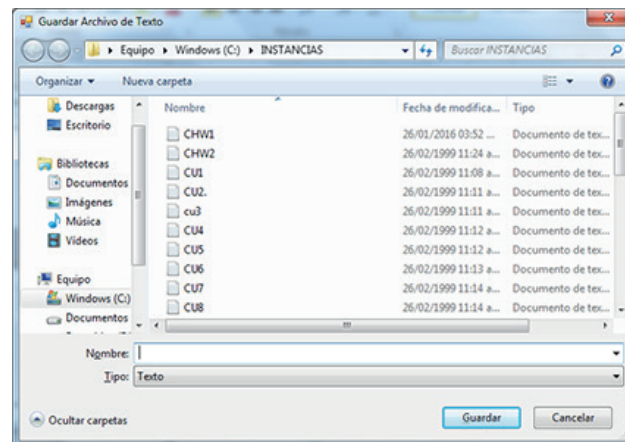 Guardar Archivo de Texto
Equipo Windows (C:) INSTANCIAS Buscar INSTANCIAS
Organizar Nueva carpeta
Descargas
Escritorio
Bibliotecas
Documentos
Imágenes
Música
Vídeos
Equipo
Windows (C:)
Documentos
Nombre Fecha de modifica... Tipo
CHW1 26/01/2016 03:52 ... Documento de tex...
CHW2 26/02/1999 11:24 a... Documento de tex...
CU1 26/02/1999 11:08 a... Documento de tex...
CU2. 26/02/1999 11:11 a... Documento de tex...
cu3 26/02/1999 11:11 a... Documento de tex...
CU4 26/02/1999 11:12 a... Documento de tex...
CU5 26/02/1999 11:12 a... Documento de tex...
CU6 26/02/1999 11:13 a... Documento de tex...
CU7 26/02/1999 11:14 a... Documento de tex...
CU8 26/02/1999 11:14 a... Documento de tex...
Nombre:
Tipo: Texto
Ocultar carpetas Guardar Cancelar